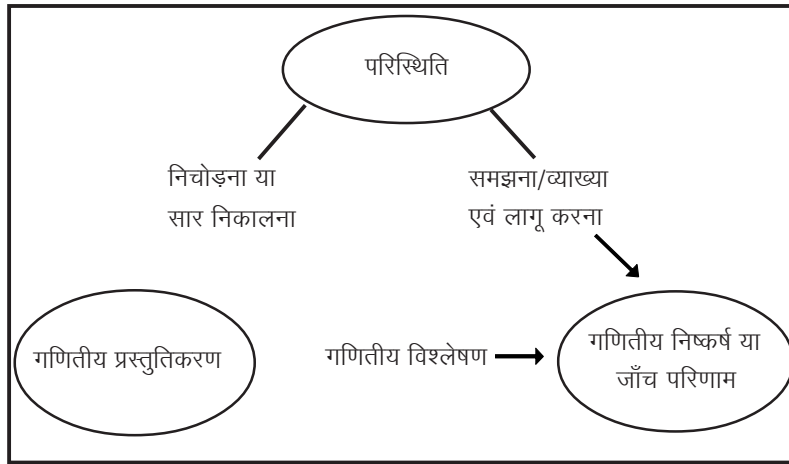 परिस्थिति
निचोड़ना या
सार निकालना
समझना/व्याख्या
एवं लागू करना
गणितीय प्रस्तुतिकरण
गणितीय विश्लेषण
गणितीय निष्कर्ष या
जाँच परिणाम